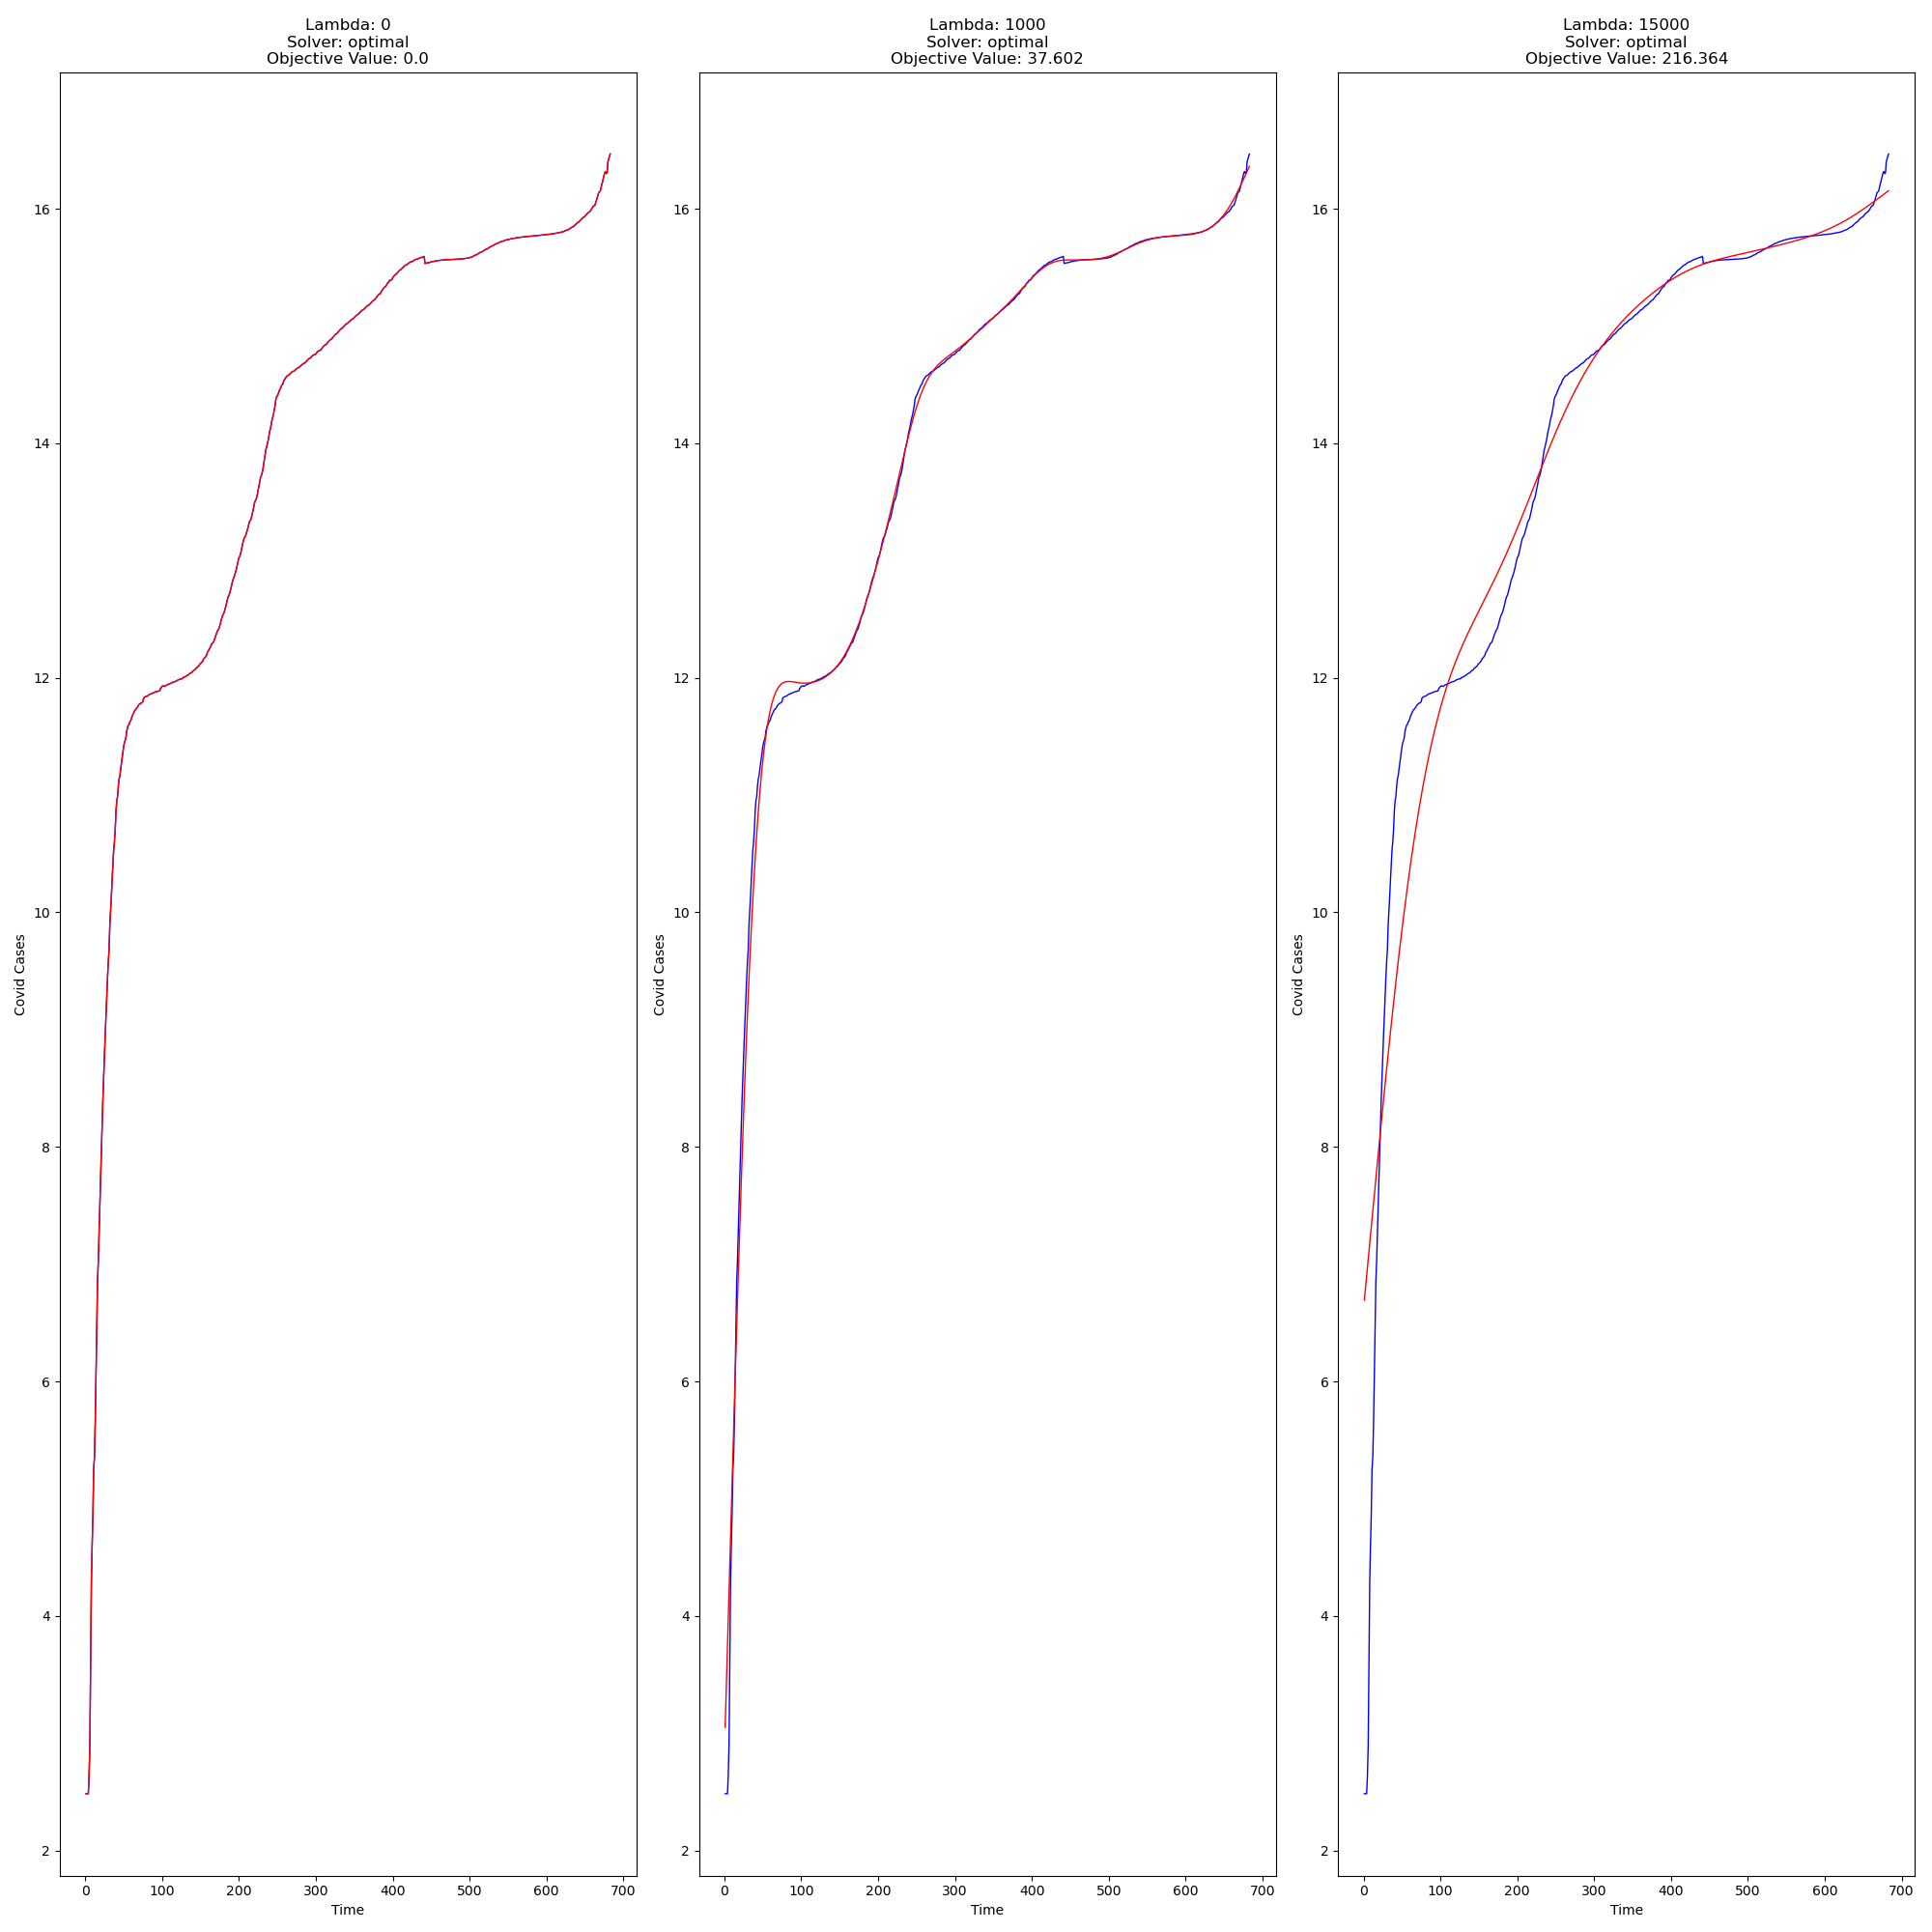 Lambda: 0
Solver: optimal
Objective Value: 0.0
Covid Cases
16
14
12
10
8
6
4
2
0 100 200 300 400 500 600 700
Time
Lambda: 1000
Solver: optimal
Objective Value: 37.602
Covid Cases
16
14
12
10
8
6
4
2
0 100 200 300 400 500 600 700
Time
Lambda: 15000
Solver: optimal
Objective Value: 216.364
Covid Cases
16
14
12
10
8
6
4
2
0 100 200 300 400 500 600 700
Time